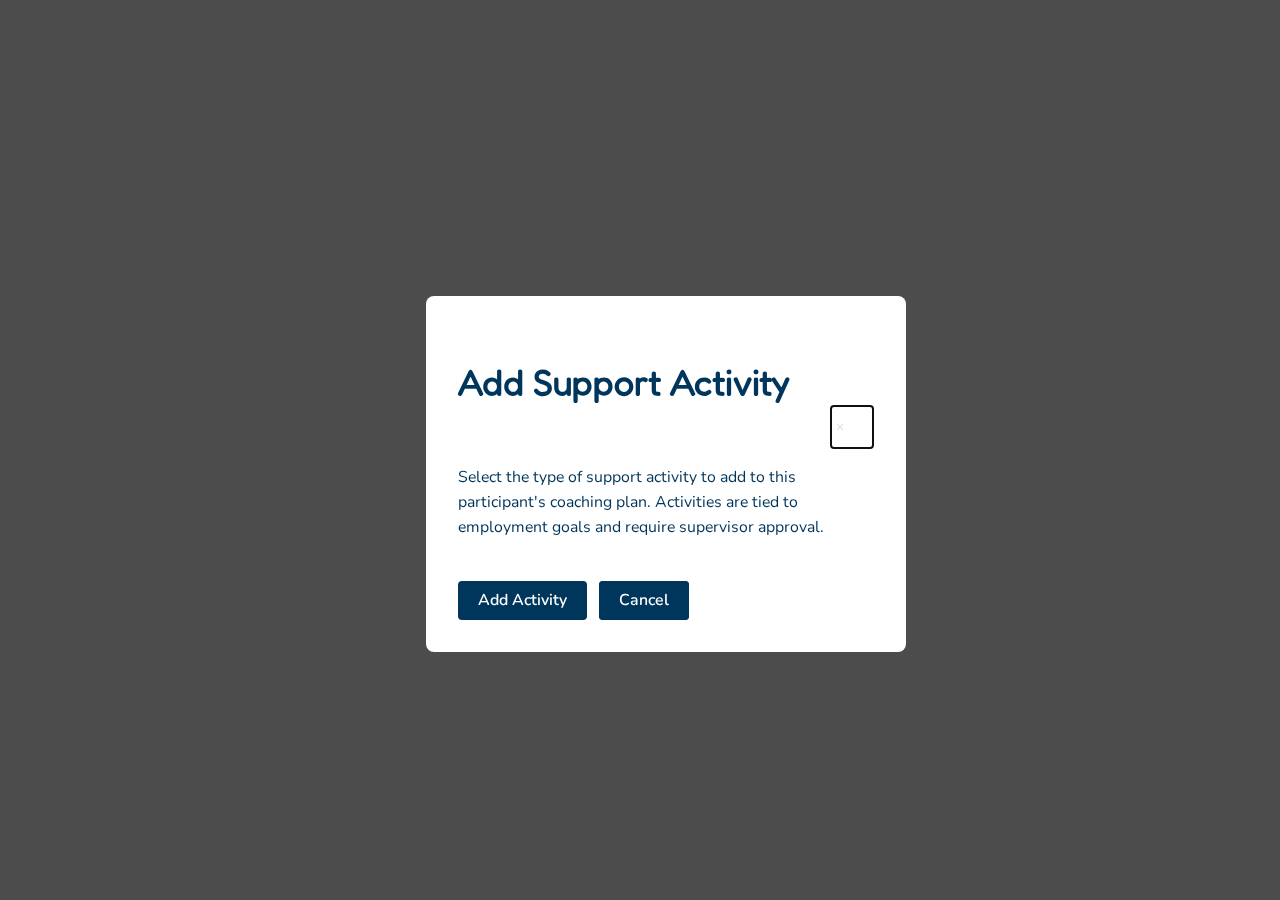 Add Support Activity
×
Select the type of support activity to add to this
participant's coaching plan. Activities are tied to
employment goals and require supervisor approval.
Add Activity Cancel